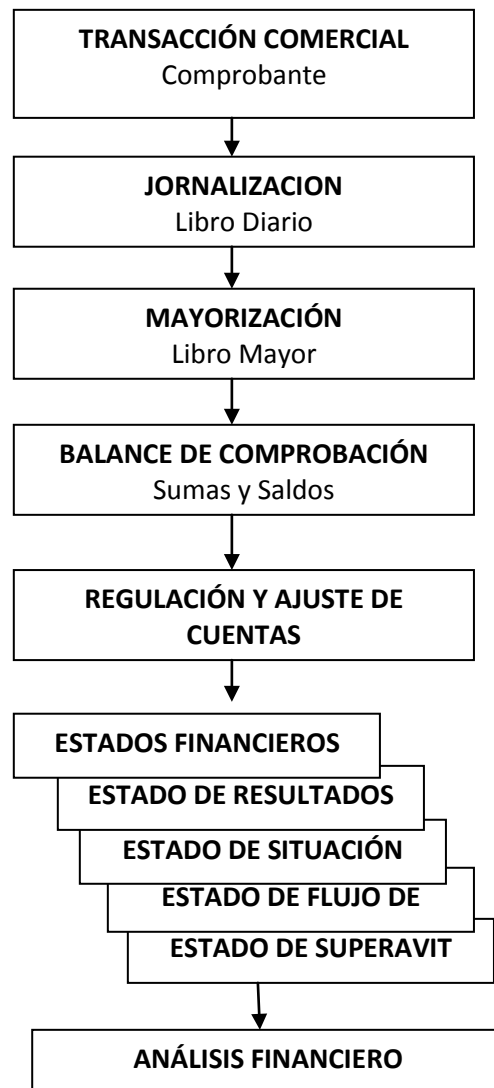 TRANSACCIÓN COMERCIAL
Comprobante
JORNALIZACION
Libro Diario
MAYORIZACIÓN
Libro Mayor
BALANCE DE COMPROBACIÓN
Sumas y Saldos
REGULACIÓN Y AJUSTE DE
CUENTAS
ESTADOS FINANCIEROS
ESTADO DE RESULTADOS
ESTADO DE SITUACIÓN
ESTADO DE FLUJO DE
ESTADO DE SUPERAVIT
ANÁLISIS FINANCIERO